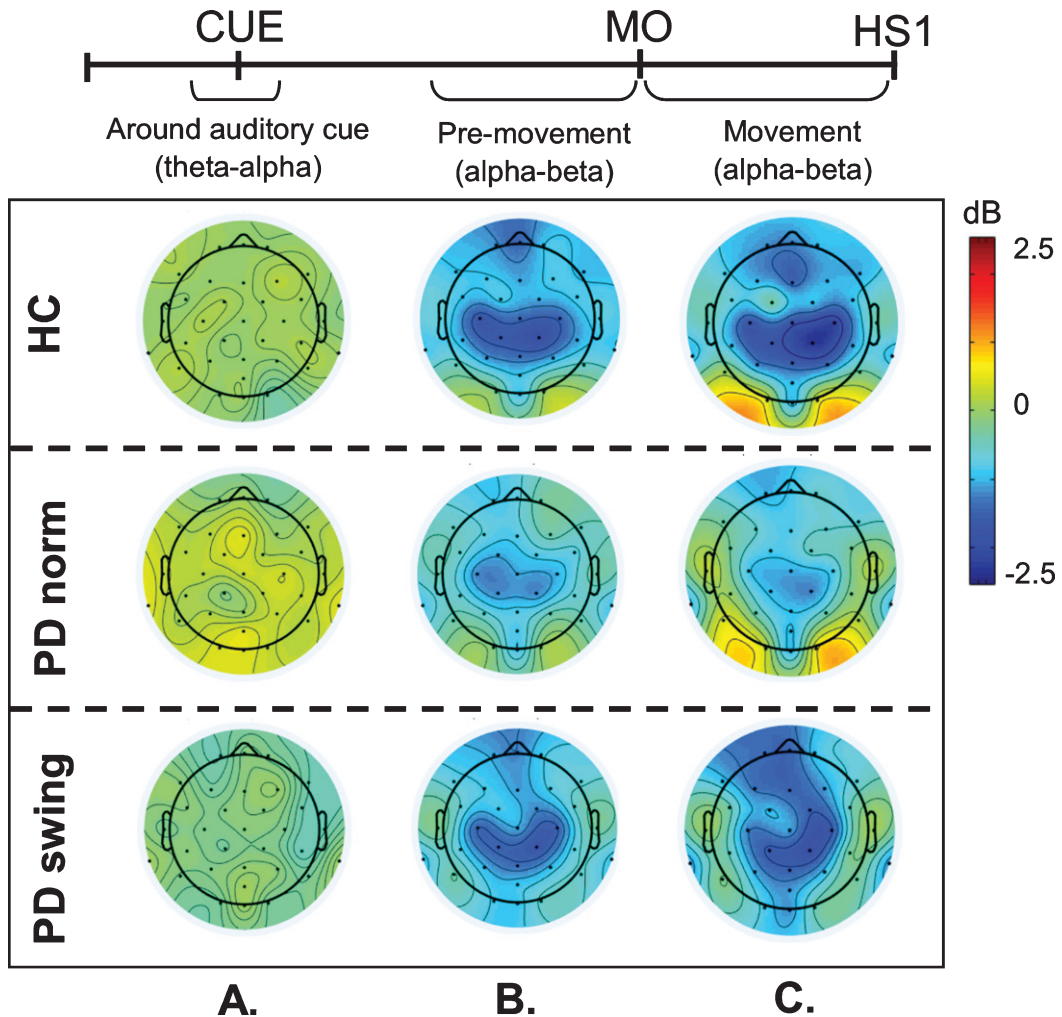 CUE MO HS1
Around auditory cue
(theta-alpha)
Pre-movement
(alpha-beta)
Movement
(alpha-beta)
dB
2.5
0
-2.5
HC
PD norm
PD swing
A. B. C.